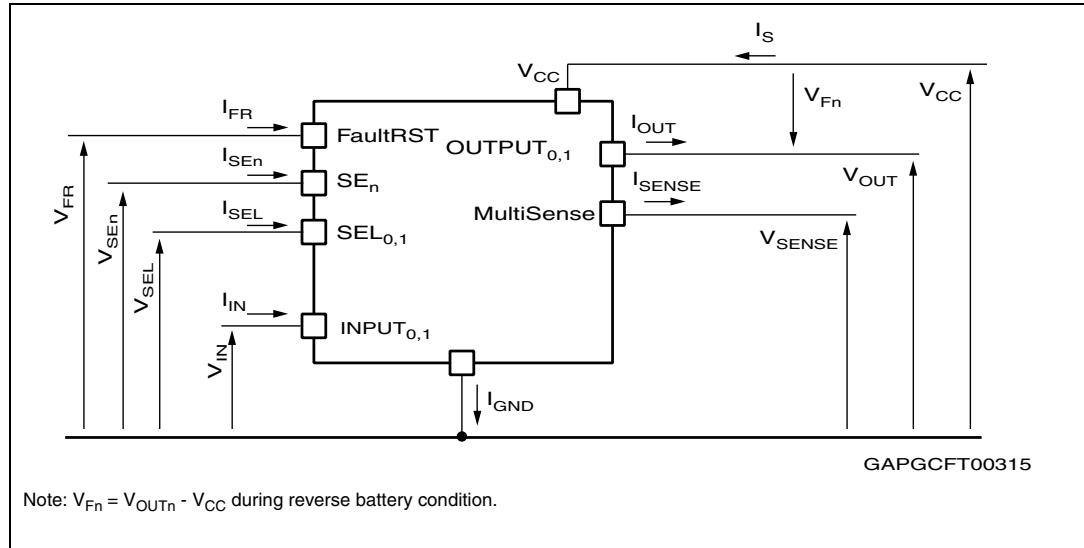 I_S
V_CC
V_Fn
V_CC
I_FR
FaultRST
I_OUT
OUTPUT_0,1
I_SEn
SE_n
V_OUT
I_SENSE
MultiSense
I_SEL
SEL_0,1
V_SENSE
V_FR
V_SEn
V_SEL
I_IN
INPUT_0,1
V_IN
I_GND
GAPGCFT00315
Note: V_Fn = V_OUTn - V_CC during reverse battery condition.